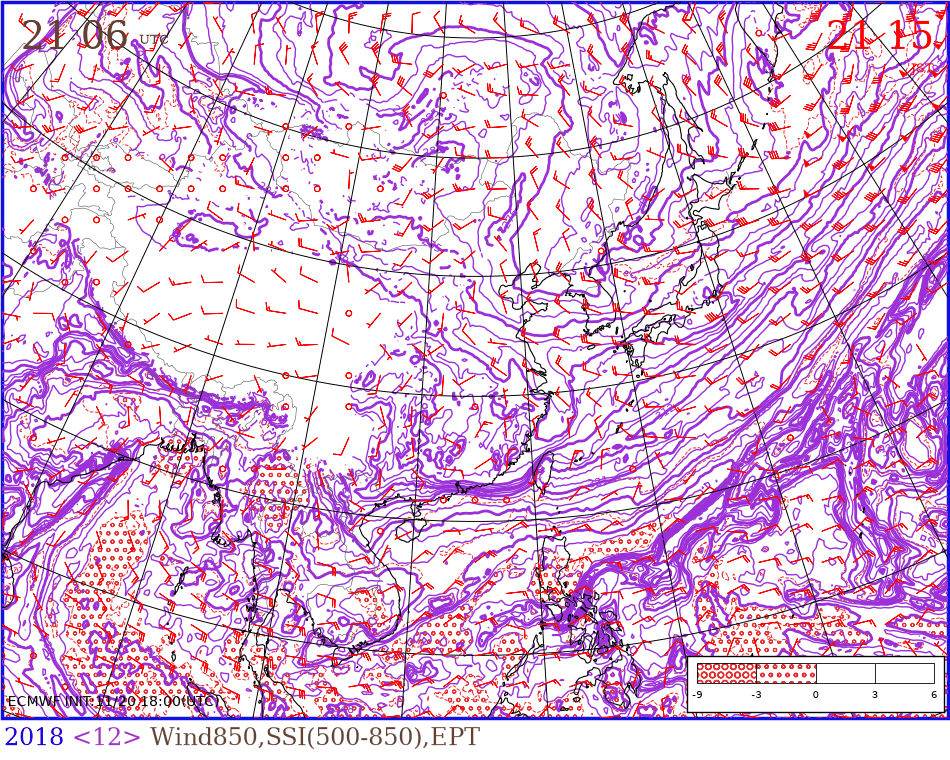 21 06 UTC
21 15
JST
ECMWF INIT:11/20 18:00(UTC)
-9 -3 0 3 6
2018 <12> Wind850,SSI(500-850),EPT